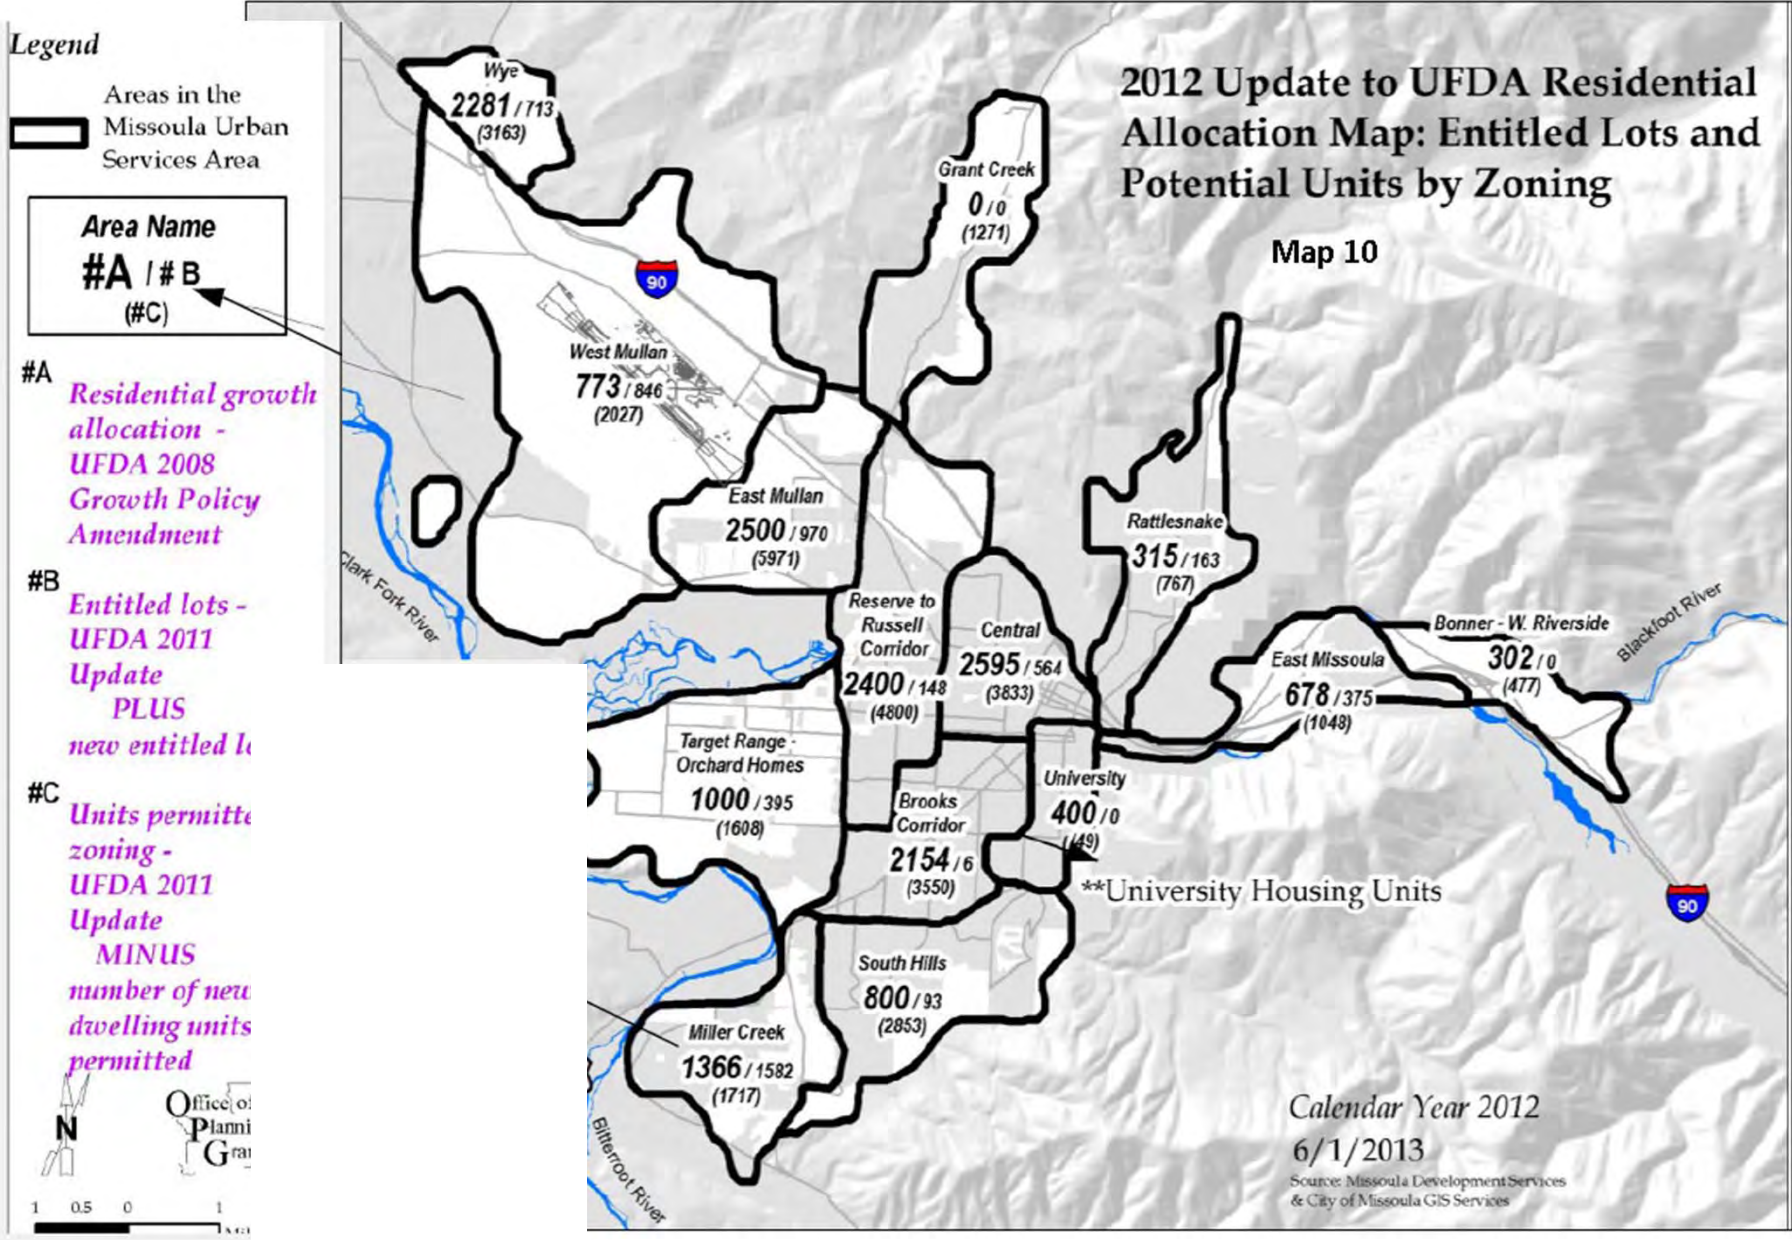 Legend
Areas in the
Missoula Urban
Services Area
Area Name
#A / # B
(#C)
#A
Residential growth
allocation -
UFDA 2008
Growth Policy
Amendment
#B
Entitled lots -
UFDA 2011
Update
PLUS
new entitled
#C
Units
zoning -
UFDA 2011
Update
MINUS
number of new
dwelling units
permitted
N
Office
1 0.5 0 1
2012 Update to UFDA Residential
Allocation Map: Entitled Lots and
Potential Units by Zoning
Map 10
Wye
2281 / 713
(3163)
Grant Creek
0 / 0
(1271)
90
West Mullan
773 / 846
(2027)
East Mullan
2500 / 970
(5971)
Rattlesnake
315 / 163
(767)
Clark Fork River
Reserve to
Russell
Corridor
2400 / 148
(4800)
Central
2595 / 564
(3833)
Bonner - W. Riverside
302 / 0
(477)
Blackfoot River
East Missoula
678 / 375
(1048)
Target Range -
Orchard Homes
1000 / 395
(1608)
University
400 / 0
Brooks
Corridor
2154 / 6
(3550)
**University Housing Units
90
South Hills
800 / 93
(2853)
Miller Creek
1366 / 1582
(1717)
Bitterroot River
Calendar Year 2012
6/1/2013
Source: Missoula Development Services
& City of Missoula GIS Services